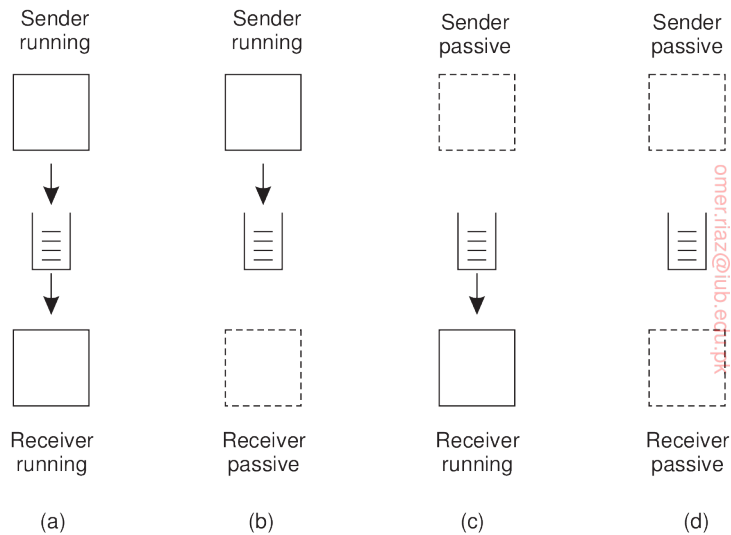 Sender
running
Sender
running
Sender
passive
Sender
passive
omer.riaz@iub.edu.pk
Receiver
running
Receiver
passive
Receiver
running
Receiver
passive
(a)
(b)
(c)
(d)